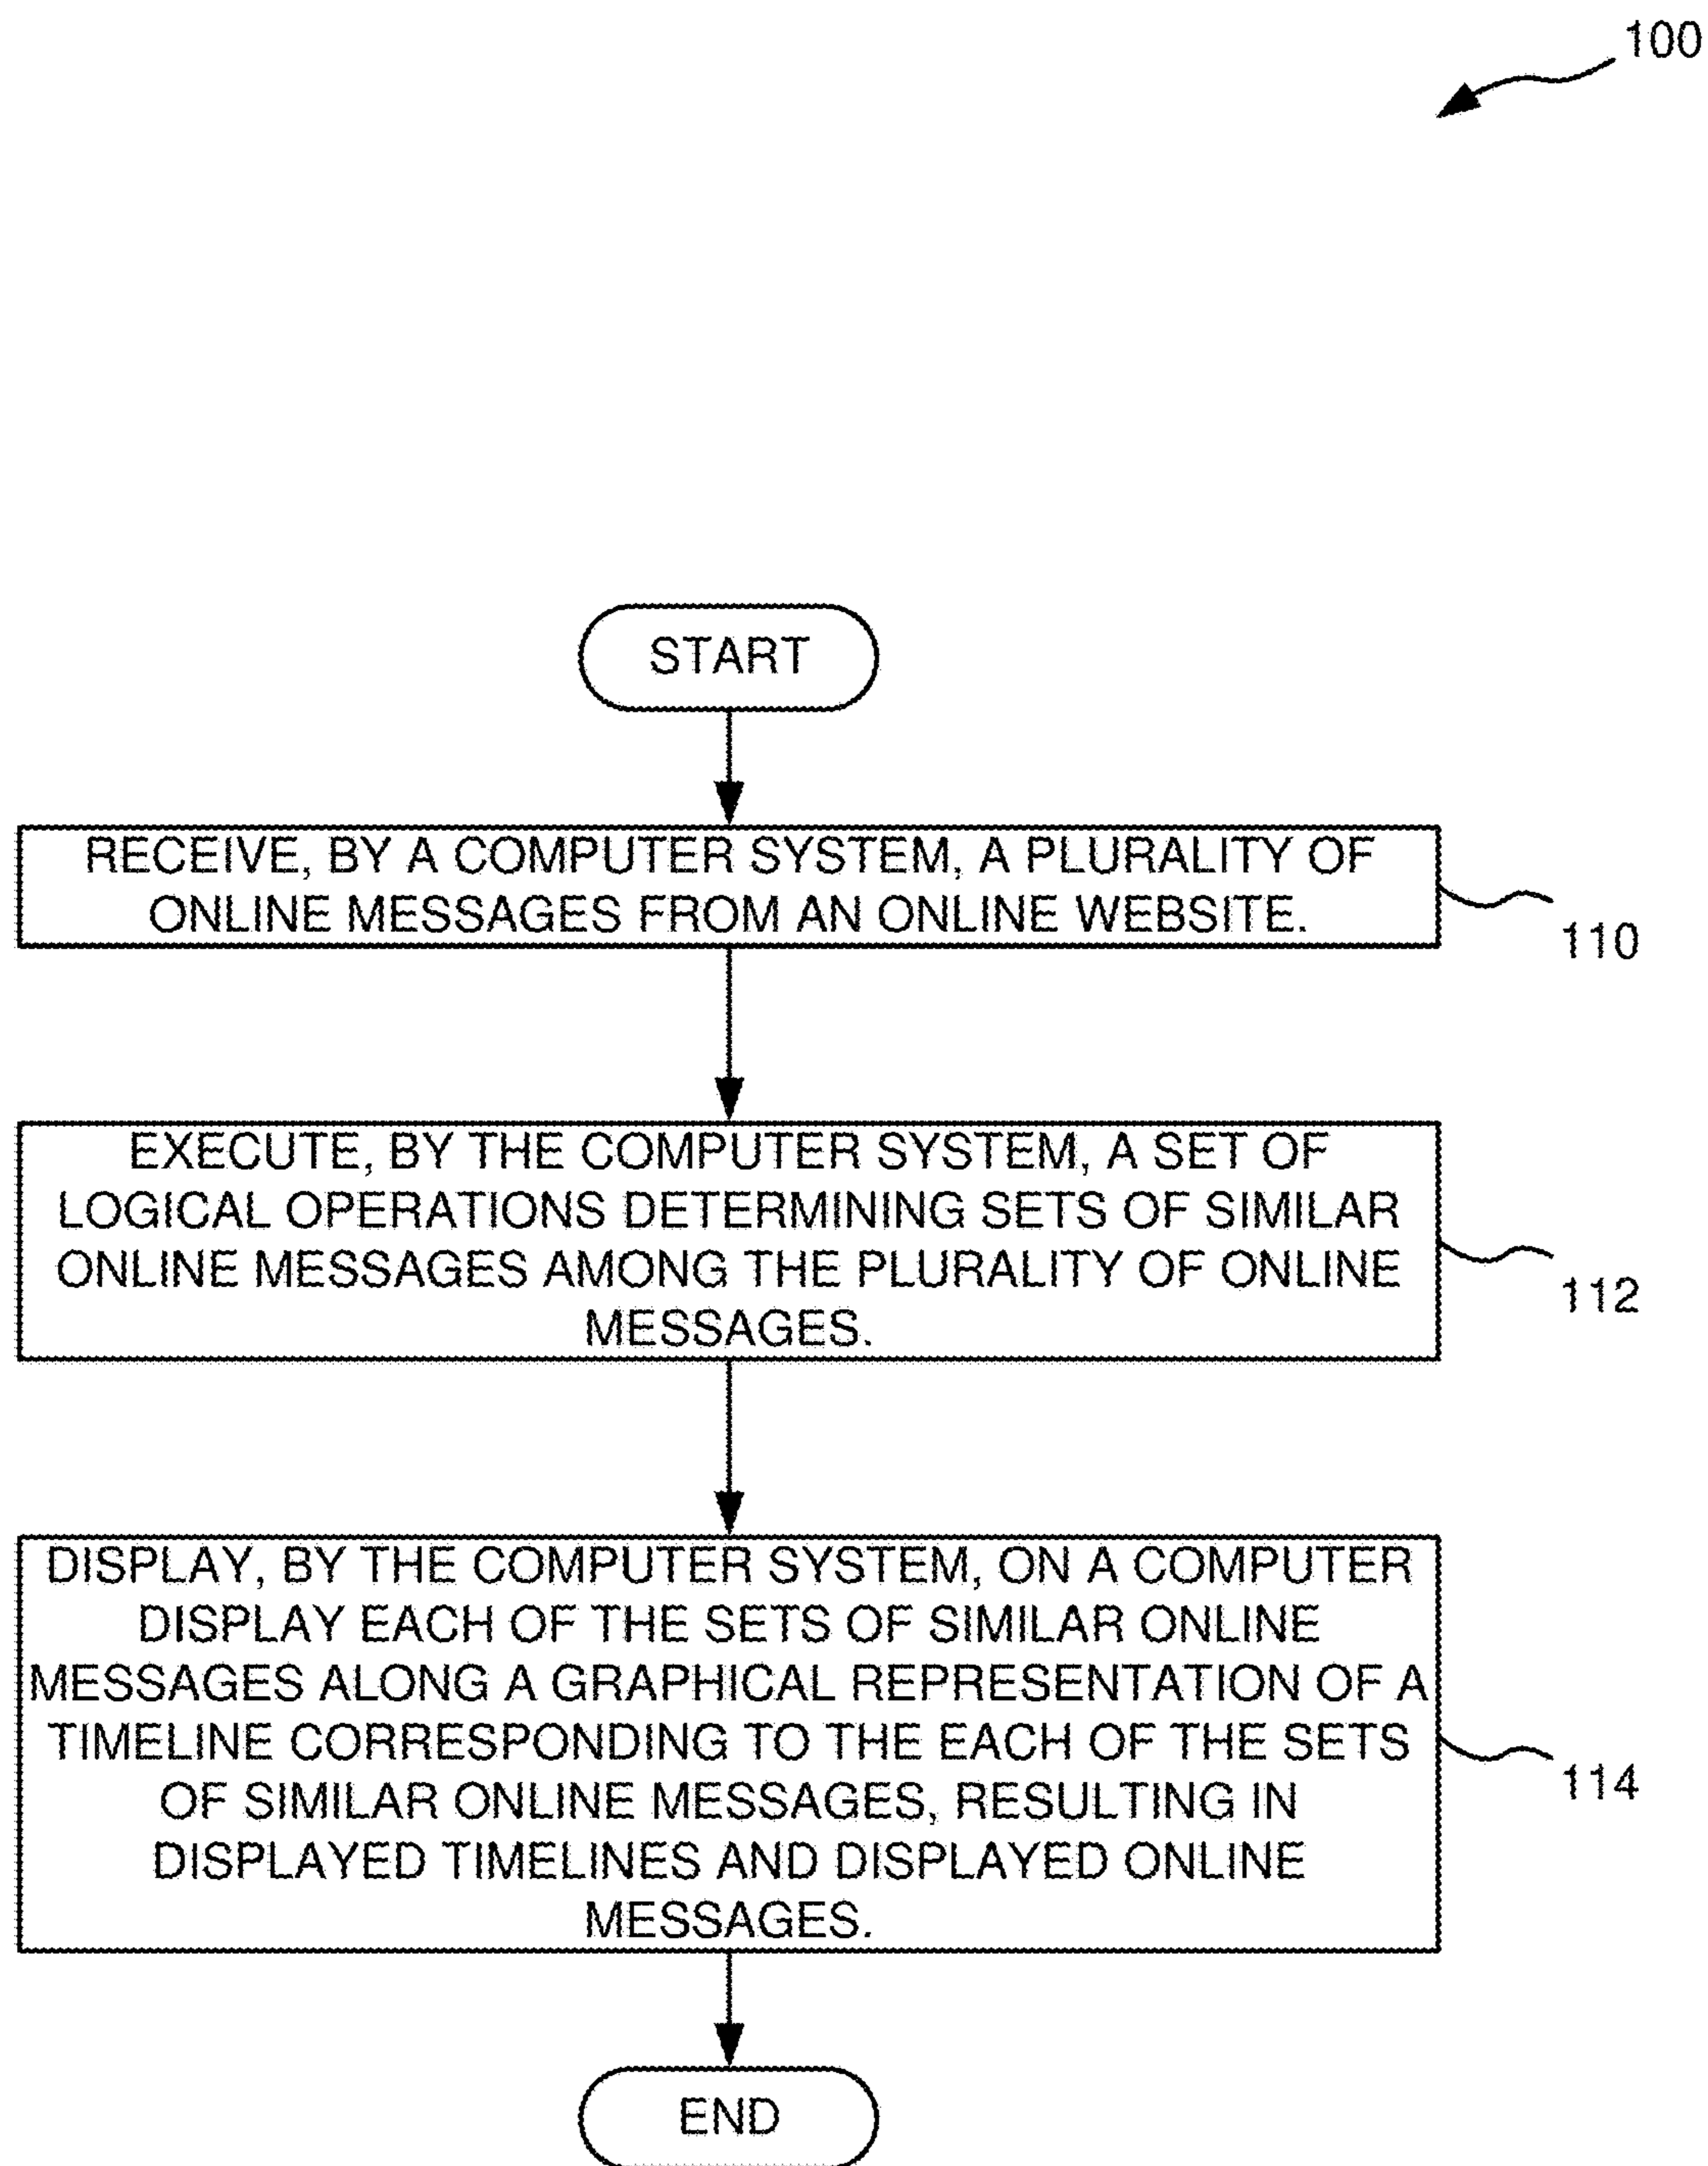 100
START
RECEIVE, BY A COMPUTER SYSTEM, A PLURALITY OF
ONLINE MESSAGES FROM AN ONLINE WEBSITE.
110
EXECUTE, BY THE COMPUTER SYSTEM, A SET OF
LOGICAL OPERATIONS DETERMINING SETS OF SIMILAR
ONLINE MESSAGES AMONG THE PLURALITY OF ONLINE
MESSAGES.
112
DISPLAY, BY THE COMPUTER SYSTEM, ON A COMPUTER
DISPLAY EACH OF THE SETS OF SIMILAR ONLINE
MESSAGES ALONG A GRAPHICAL REPRESENTATION OF A
TIMELINE CORRESPONDING TO THE EACH OF THE SETS
OF SIMILAR ONLINE MESSAGES, RESULTING IN
DISPLAYED TIMELINES AND DISPLAYED ONLINE
MESSAGES.
114
END